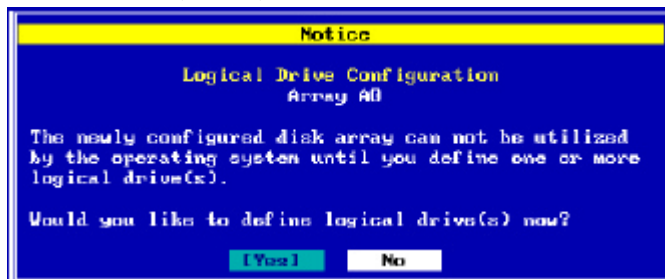 Notice
Logical Drive Configuration
Array A0
The newly configured disk array can not be utilized
by the operating system until you define one or more
logical drive(s).
Would you like to define logical drive(s) now?
[Yes] No